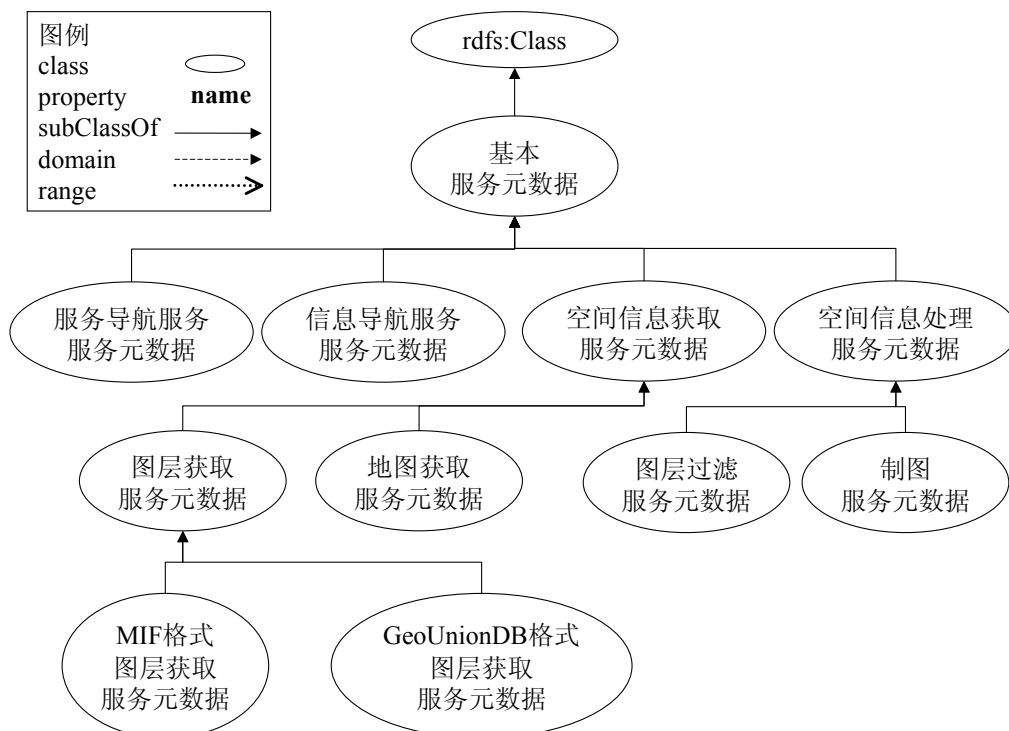 图例
class
property name
subClassOf
domain
range
rdfs:Class
基本
服务元数据
服务导航服务
服务元数据
信息导航服务
服务元数据
空间信息获取
服务元数据
空间信息处理
服务元数据
图层获取
服务元数据
地图获取
服务元数据
图层过滤
服务元数据
制图
服务元数据
MIF格式
图层获取
服务元数据
GeoUnionDB格式
图层获取
服务元数据